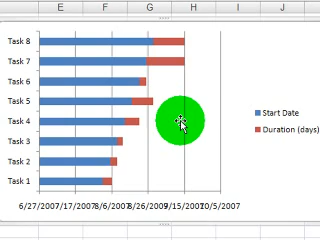 E F G H I J
Task 8
Task 7
Task 6
Task 5
Task 4
Task 3
Task 2
Task 1
Start Date
Duration (days)
6/27/2007 7/17/2007 8/6/2007 8/26/2007 9/15/2007 10/5/2007